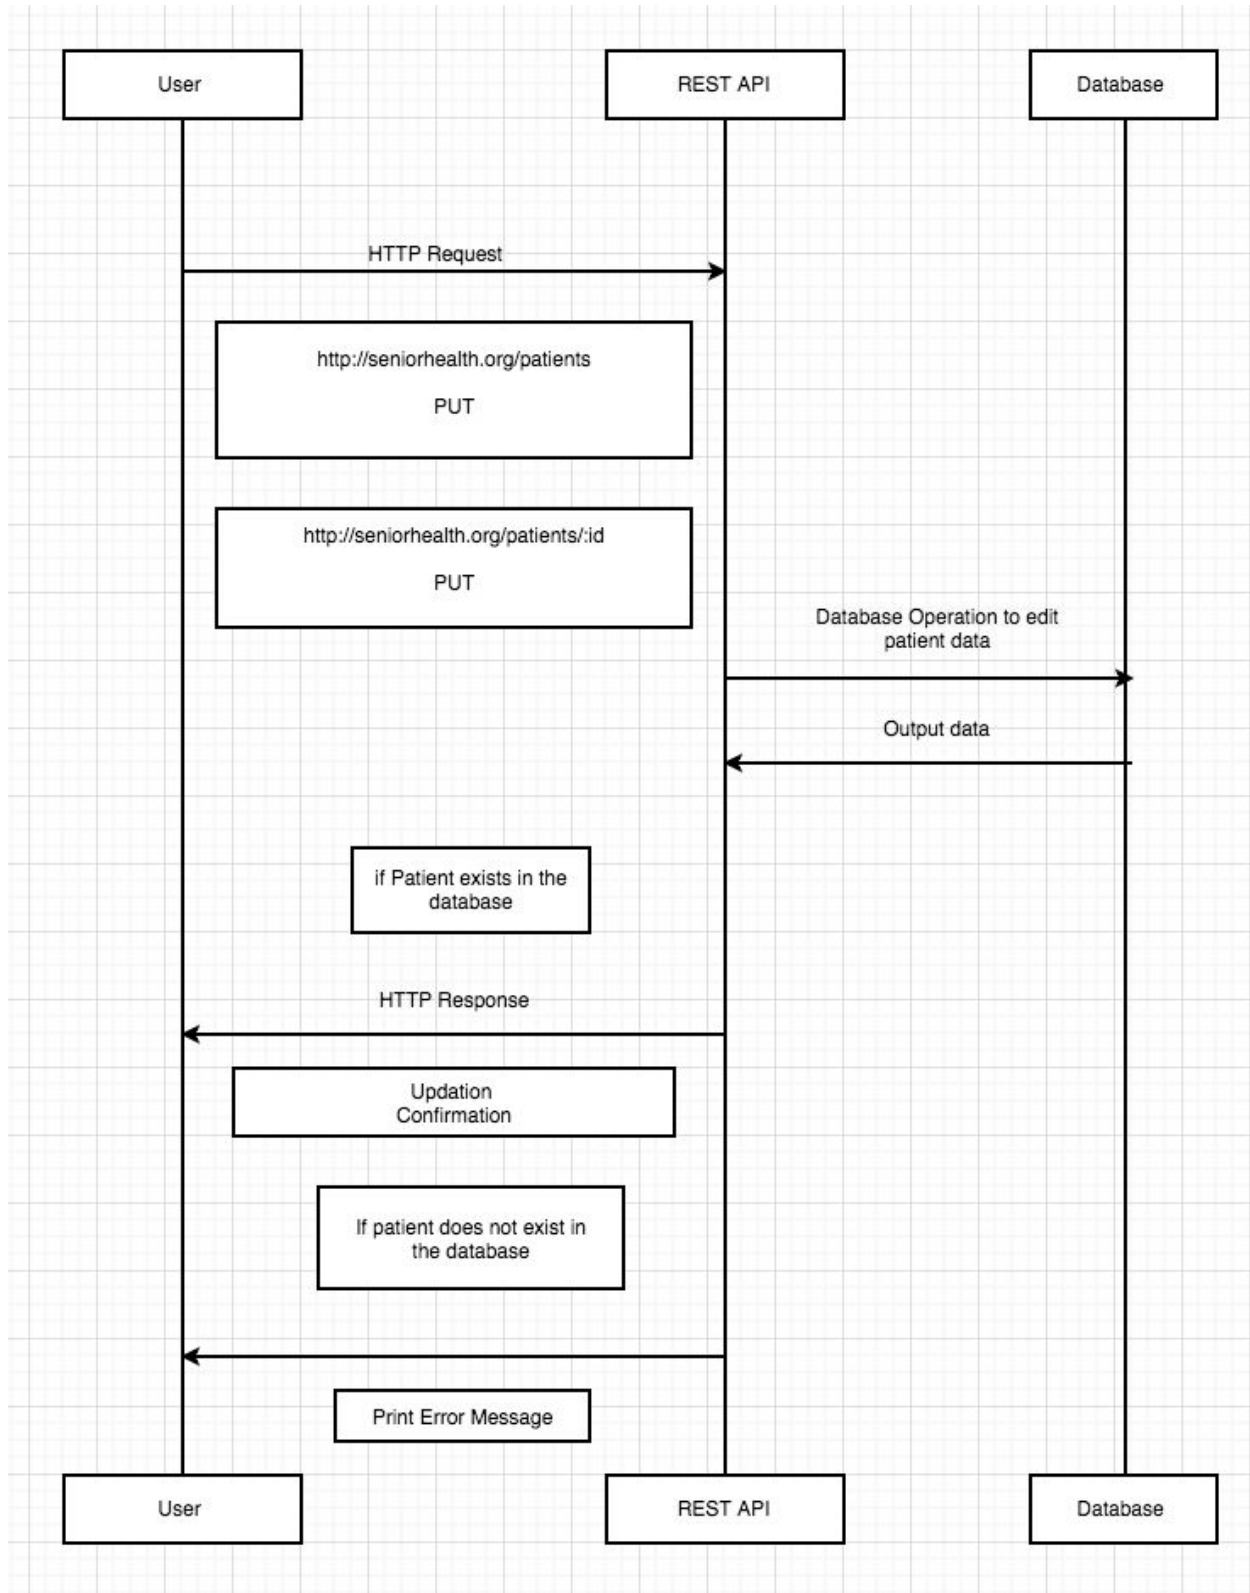 User
REST API
Database
HTTP Request
http://seniorhealth.org/patients
PUT
http://seniorhealth.org/patients/:id
PUT
Database Operation to edit
patient data
Output data
if Patient exists in the
database
HTTP Response
Updation
Confirmation
If patient does not exist in
the database
Print Error Message
User
REST API
Database